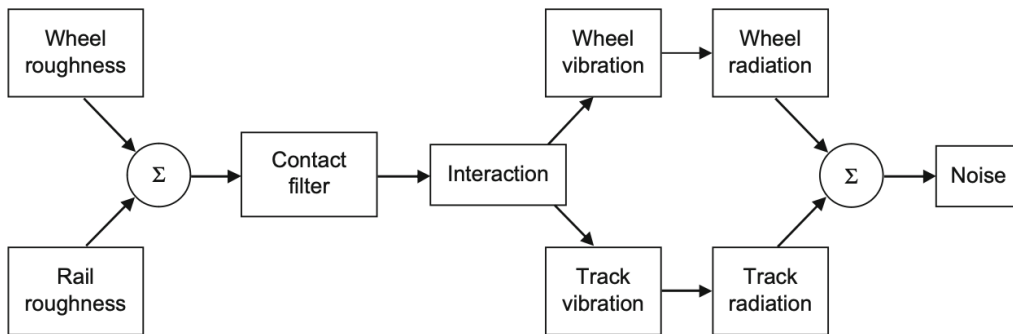 Wheel
roughness
Rail
roughness
Σ
Contact
filter
Interaction
Wheel
vibration
Wheel
radiation
Track
vibration
Track
radiation
Σ
Noise